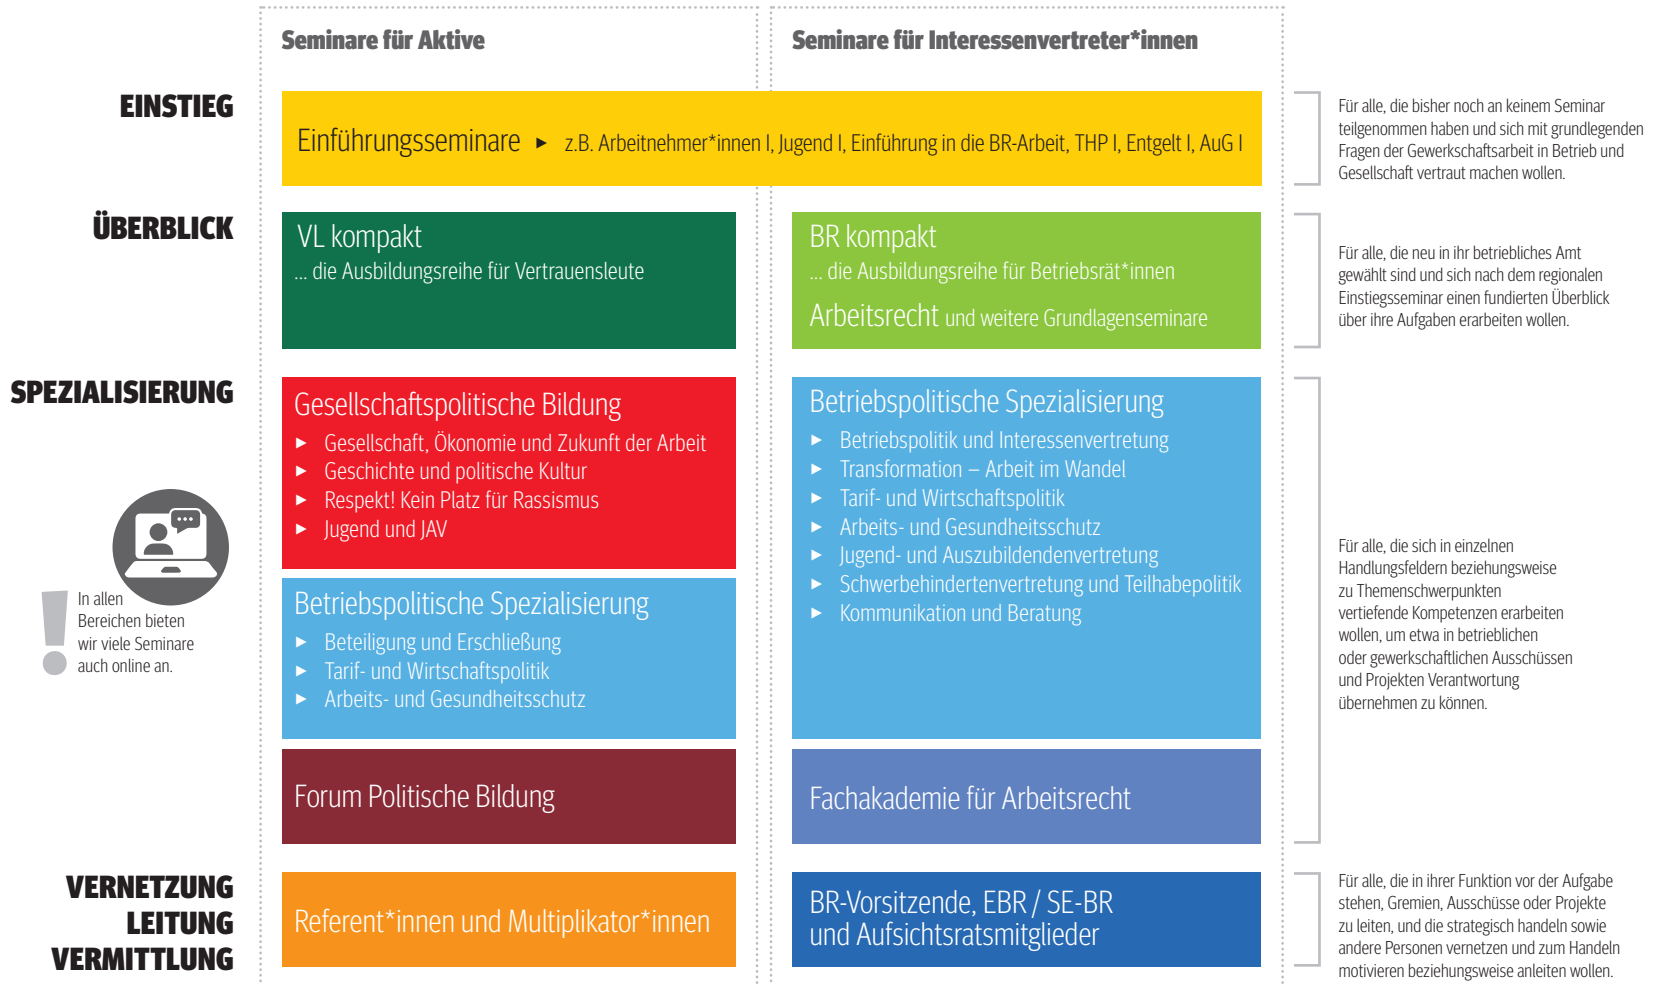 Seminare für Aktive
Seminare für Interessenvertreter*innen
EINSTIEG
Einführungsseminare ► z.B. Arbeitnehmer*innen I, Jugend I, Einführung in die BR-Arbeit, THP I, Entgelt I, AuG I
Für alle, die bisher noch an keinem Seminar
teilgenommen haben und sich mit grundlegenden
Fragen der Gewerkschaftsarbeit in Betrieb und
Gesellschaft vertraut machen wollen.
ÜBERBLICK
VL kompakt
... die Ausbildungsreihe für Vertrauensleute
BR kompakt
... die Ausbildungsreihe für Betriebsrät*innen
Arbeitsrecht und weitere Grundlagenseminare
Für alle, die neu in ihr betriebliches Amt
gewählt sind und sich nach dem regionalen
Einstiegsseminar einen fundierten Überblick
über ihre Aufgaben erarbeiten wollen.
SPEZIALISIERUNG
Gesellschaftspolitische Bildung
► Gesellschaft, Ökonomie und Zukunft der Arbeit
► Geschichte und politische Kultur
► Respekt! Kein Platz für Rassismus
► Jugend und JAV
Betriebspolitische Spezialisierung
► Beteiligung und Erschließung
► Tarif- und Wirtschaftspolitik
► Arbeits- und Gesundheitsschutz
Forum Politische Bildung
Betriebspolitische Spezialisierung
► Betriebspolitik und Interessenvertretung
► Transformation – Arbeit im Wandel
► Tarif- und Wirtschaftspolitik
► Arbeits- und Gesundheitsschutz
► Jugend- und Auszubildendenvertretung
► Schwerbehindertenvertretung und Teilhabepolitik
► Kommunikation und Beratung
Fachakademie für Arbeitsrecht
Für alle, die sich in einzelnen
Handlungsfeldern beziehungsweise
zu Themenschwerpunkten
vertiefende Kompetenzen erarbeiten
wollen, um etwa in betrieblichen
oder gewerkschaftlichen Ausschüssen
und Projekten Verantwortung
übernehmen zu können.
! In allen
Bereichen bieten
wir viele Seminare
auch online an.
VERNETZUNG
LEITUNG
VERMITTLUNG
Referent*innen und Multiplikator*innen
BR-Vorsitzende, EBR / SE-BR
und Aufsichtsratsmitglieder
Für alle, die in ihrer Funktion vor der Aufgabe
stehen, Gremien, Ausschüsse oder Projekte
zu leiten, und die strategisch handeln sowie
andere Personen vernetzen und zum Handeln
motivieren beziehungsweise anleiten wollen.